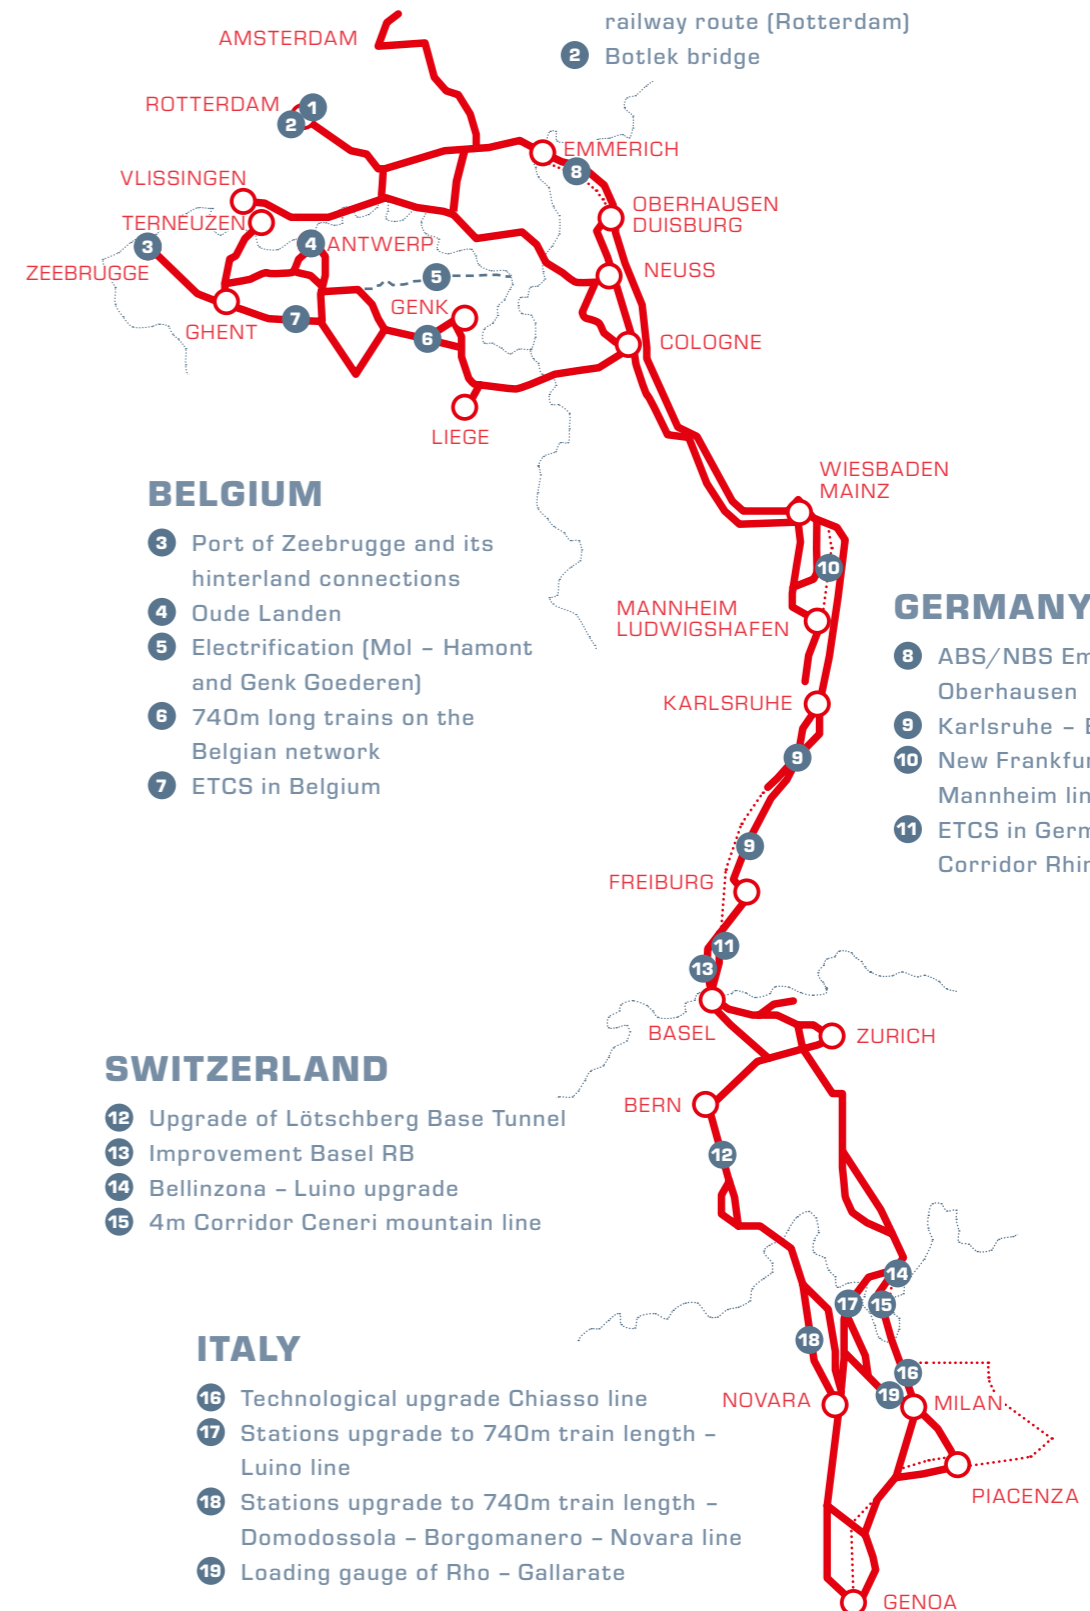 railway route (Rotterdam)
2 Botlek bridge
AMSTERDAM
ROTTERDAM
1
2
EMMERICH
8
VLISSINGEN
OBERHAUSEN
DUISBURG
TERNEUZEN
3
4
ANTWERP
ZEEBRUGGE
5
NEUSS
GENK
7
GHENT
6
COLOGNE
LIEGE
WIESBADEN
MAINZ
BELGIUM
3 Port of Zeebrugge and its
hinterland connections
4 Oude Landen
5 Electrification (Mol – Hamont
and Genk Goederen)
6 740m long trains on the
Belgian network
7 ETCS in Belgium
10
MANNHEIM
LUDWIGSHAFEN
GERMANY
8 ABS/NBS
Oberhausen
9 Karlsruhe –
10 New
Mannheim
11 ETCS in
Corridor
KARLSRUHE
9
9
FREIBURG
11
13
BASEL
ZURICH
BERN
12
SWITZERLAND
12 Upgrade of Lötschberg Base Tunnel
13 Improvement Basel RB
14 Bellinzona – Luino upgrade
15 4m Corridor Ceneri mountain line
14
17
15
18
16
19
NOVARA
MILAN
PIACENZA
GENOA
ITALY
16 Technological upgrade Chiasso line
17 Stations upgrade to 740m train length –
Luino line
18 Stations upgrade to 740m train length –
Domodossola – Borgomanero – Novara line
19 Loading gauge of Rho – Gallarate